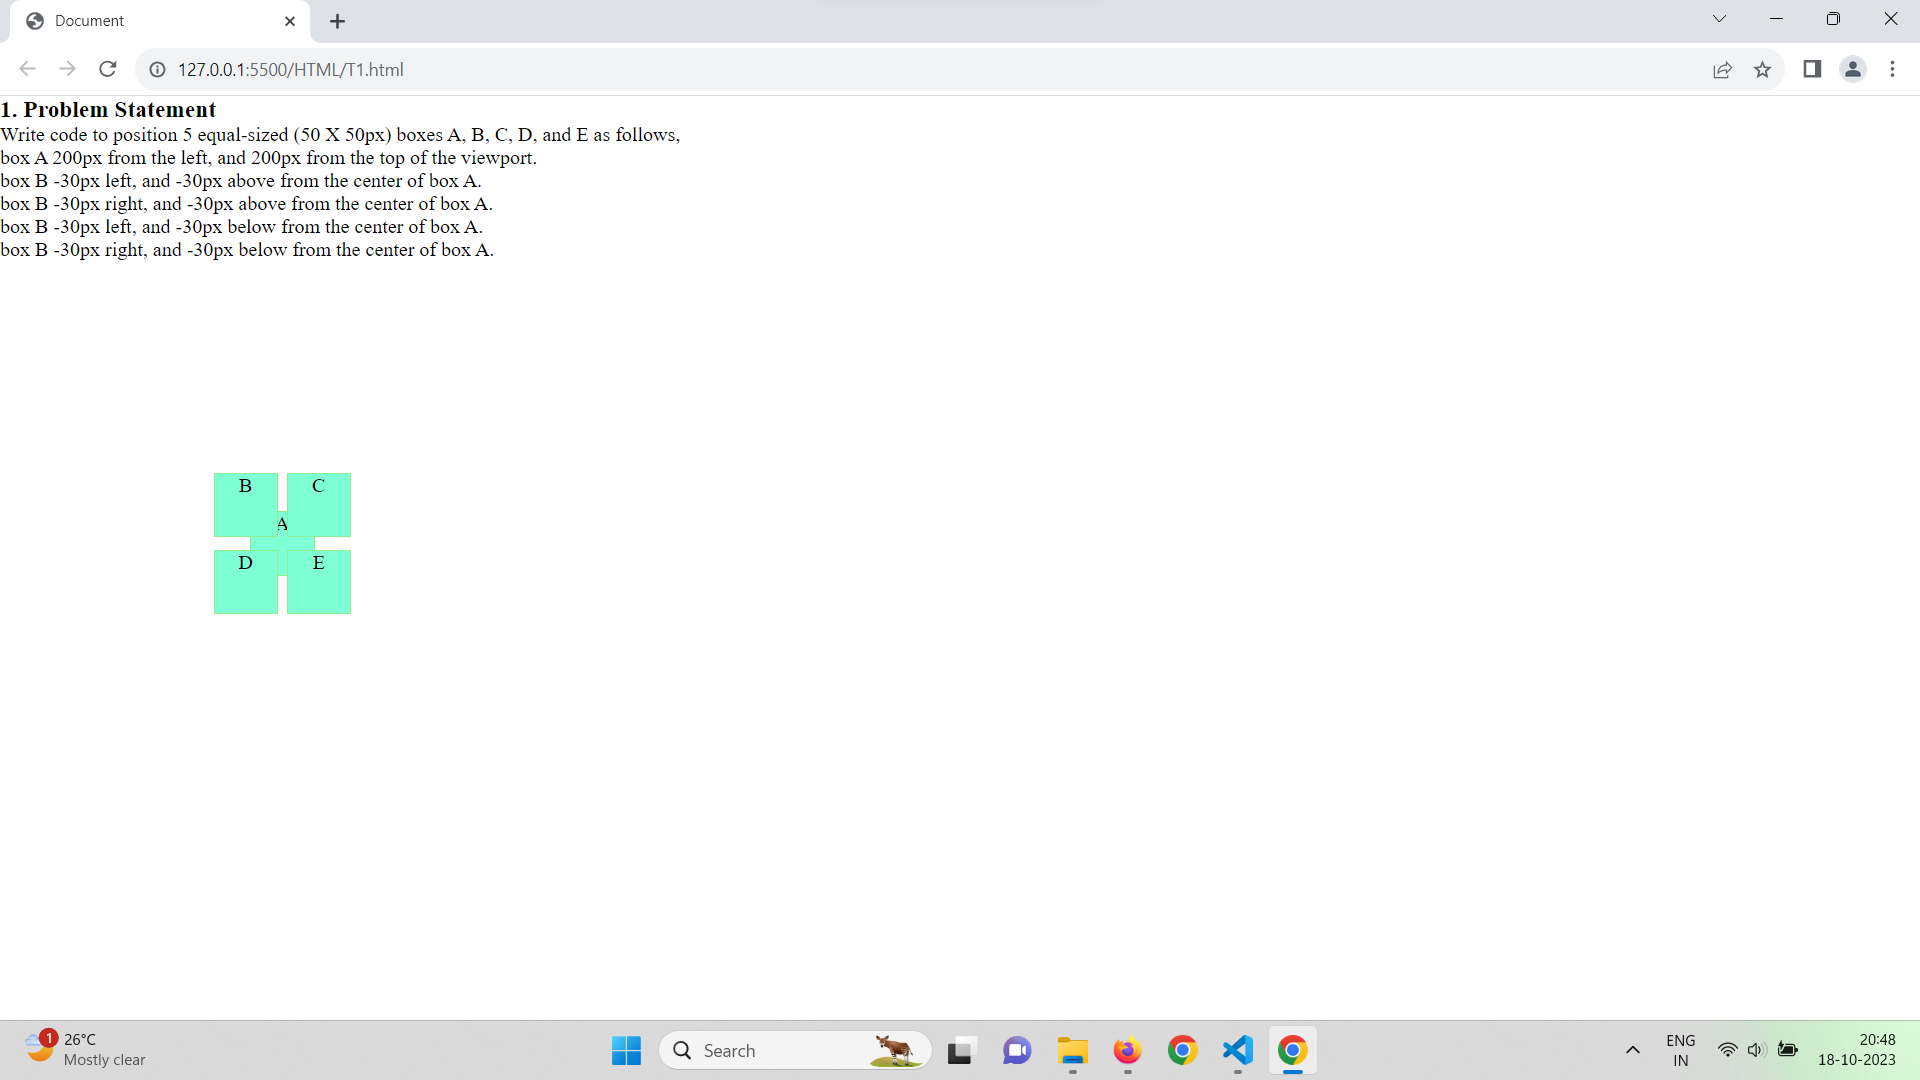 Document
127.0.0.1:5500/HTML/T1.html
1. Problem Statement
Write code to position 5 equal-sized (50 X 50px) boxes A, B, C, D, and E as follows,
box A 200px from the left, and 200px from the top of the viewport.
box B -30px left, and -30px above from the center of box A.
box B -30px right, and -30px above from the center of box A.
box B -30px left, and -30px below from the center of box A.
box B -30px right, and -30px below from the center of box A.
B C
A
D E
1
26°C
Mostly clear
Search
ENG
IN
20:48
18-10-2023